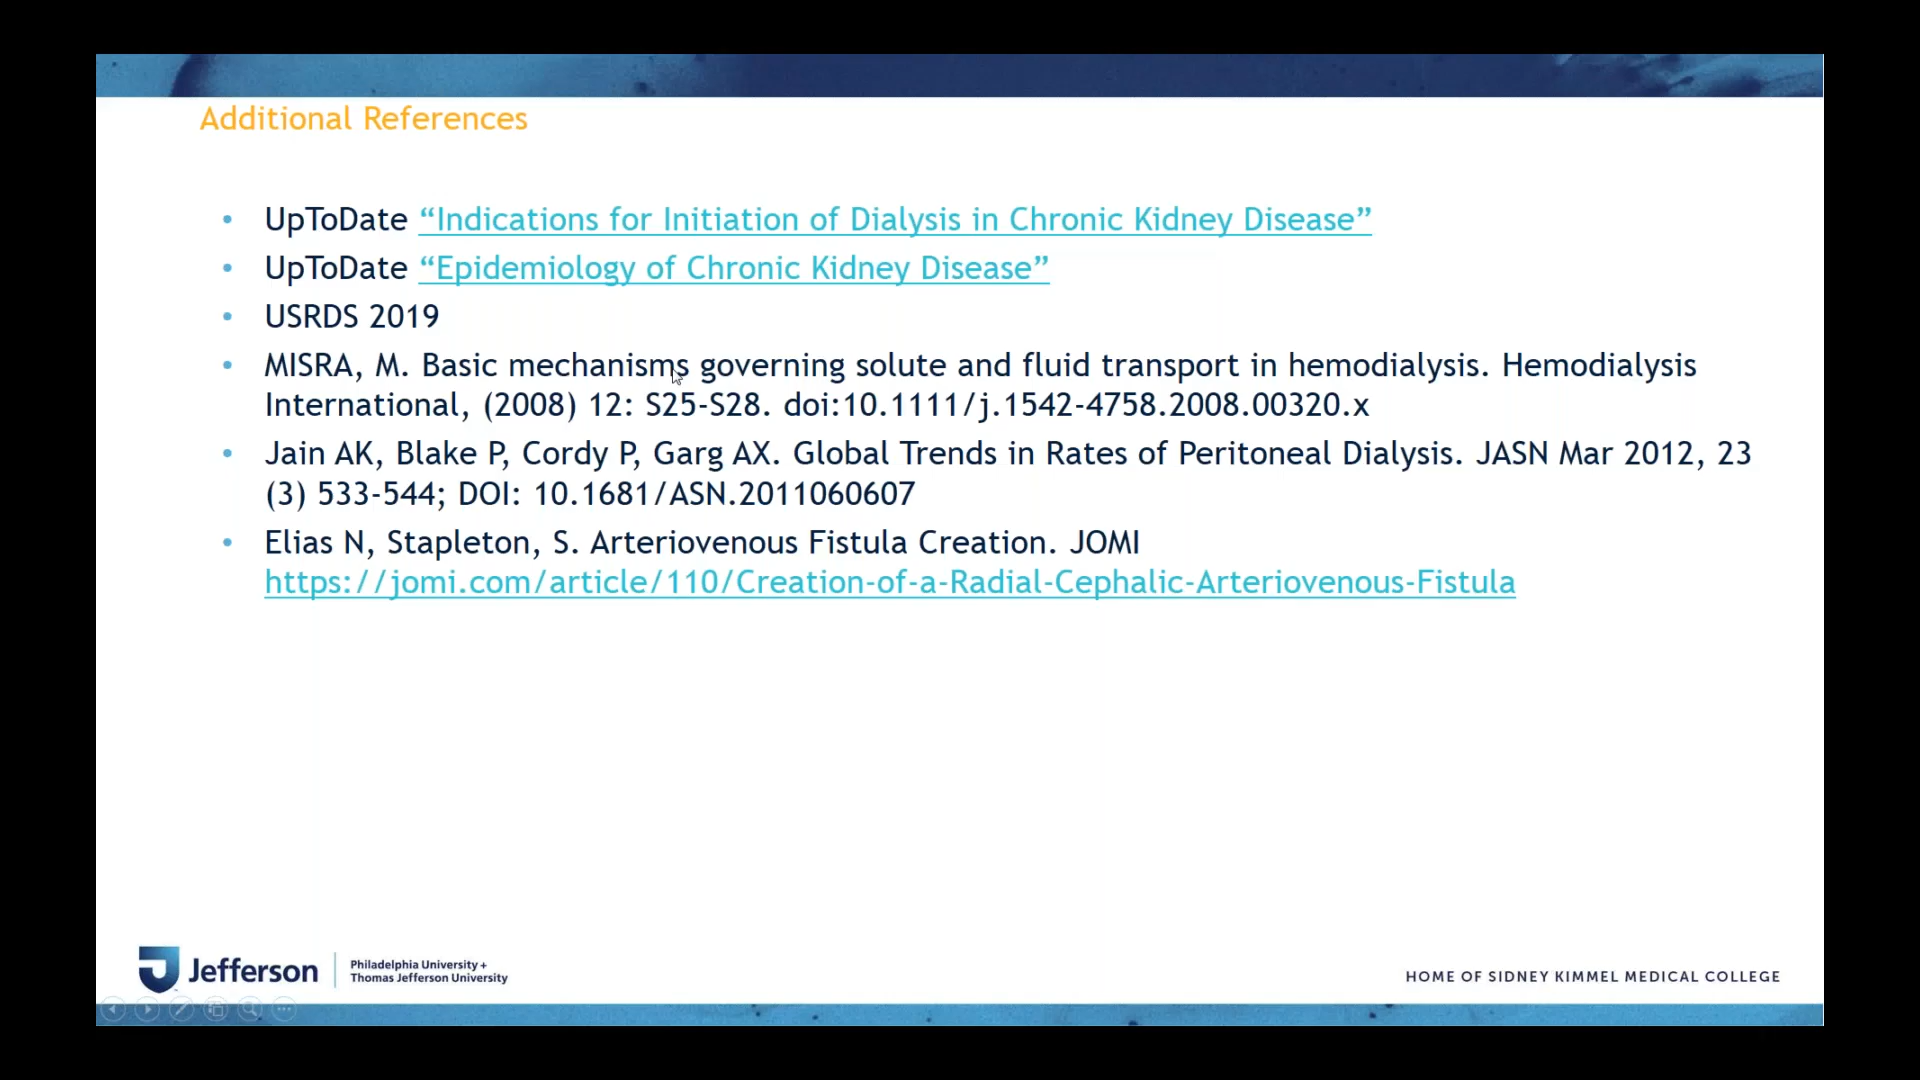 Additional References
• UpToDate “Indications for Initiation of Dialysis in Chronic Kidney Disease”
• UpToDate “Epidemiology of Chronic Kidney Disease”
• USRDS 2019
• MISRA, M. Basic mechanisms governing solute and fluid transport in hemodialysis. Hemodialysis
International, (2008) 12: S25-S28. doi:10.1111/j.1542-4758.2008.00320.x
• Jain AK, Blake P, Cordy P, Garg AX. Global Trends in Rates of Peritoneal Dialysis. JASN Mar 2012, 23
(3) 533-544; DOI: 10.1681/ASN.2011060607
• Elias N, Stapleton, S. Arteriovenous Fistula Creation. JOMI
https://jomi.com/article/110/Creation-of-a-Radial-Cephalic-Arteriovenous-Fistula
Jefferson
Philadelphia University +
Thomas Jefferson University
HOME OF SIDNEY KIMMEL MEDICAL COLLEGE